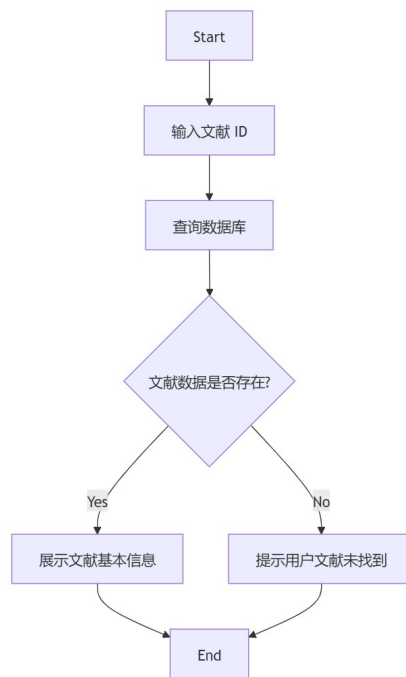 Start
输入文献 ID
查询数据库
文献数据是否存在?
Yes
No
展示文献基本信息
提示用户文献未找到
End